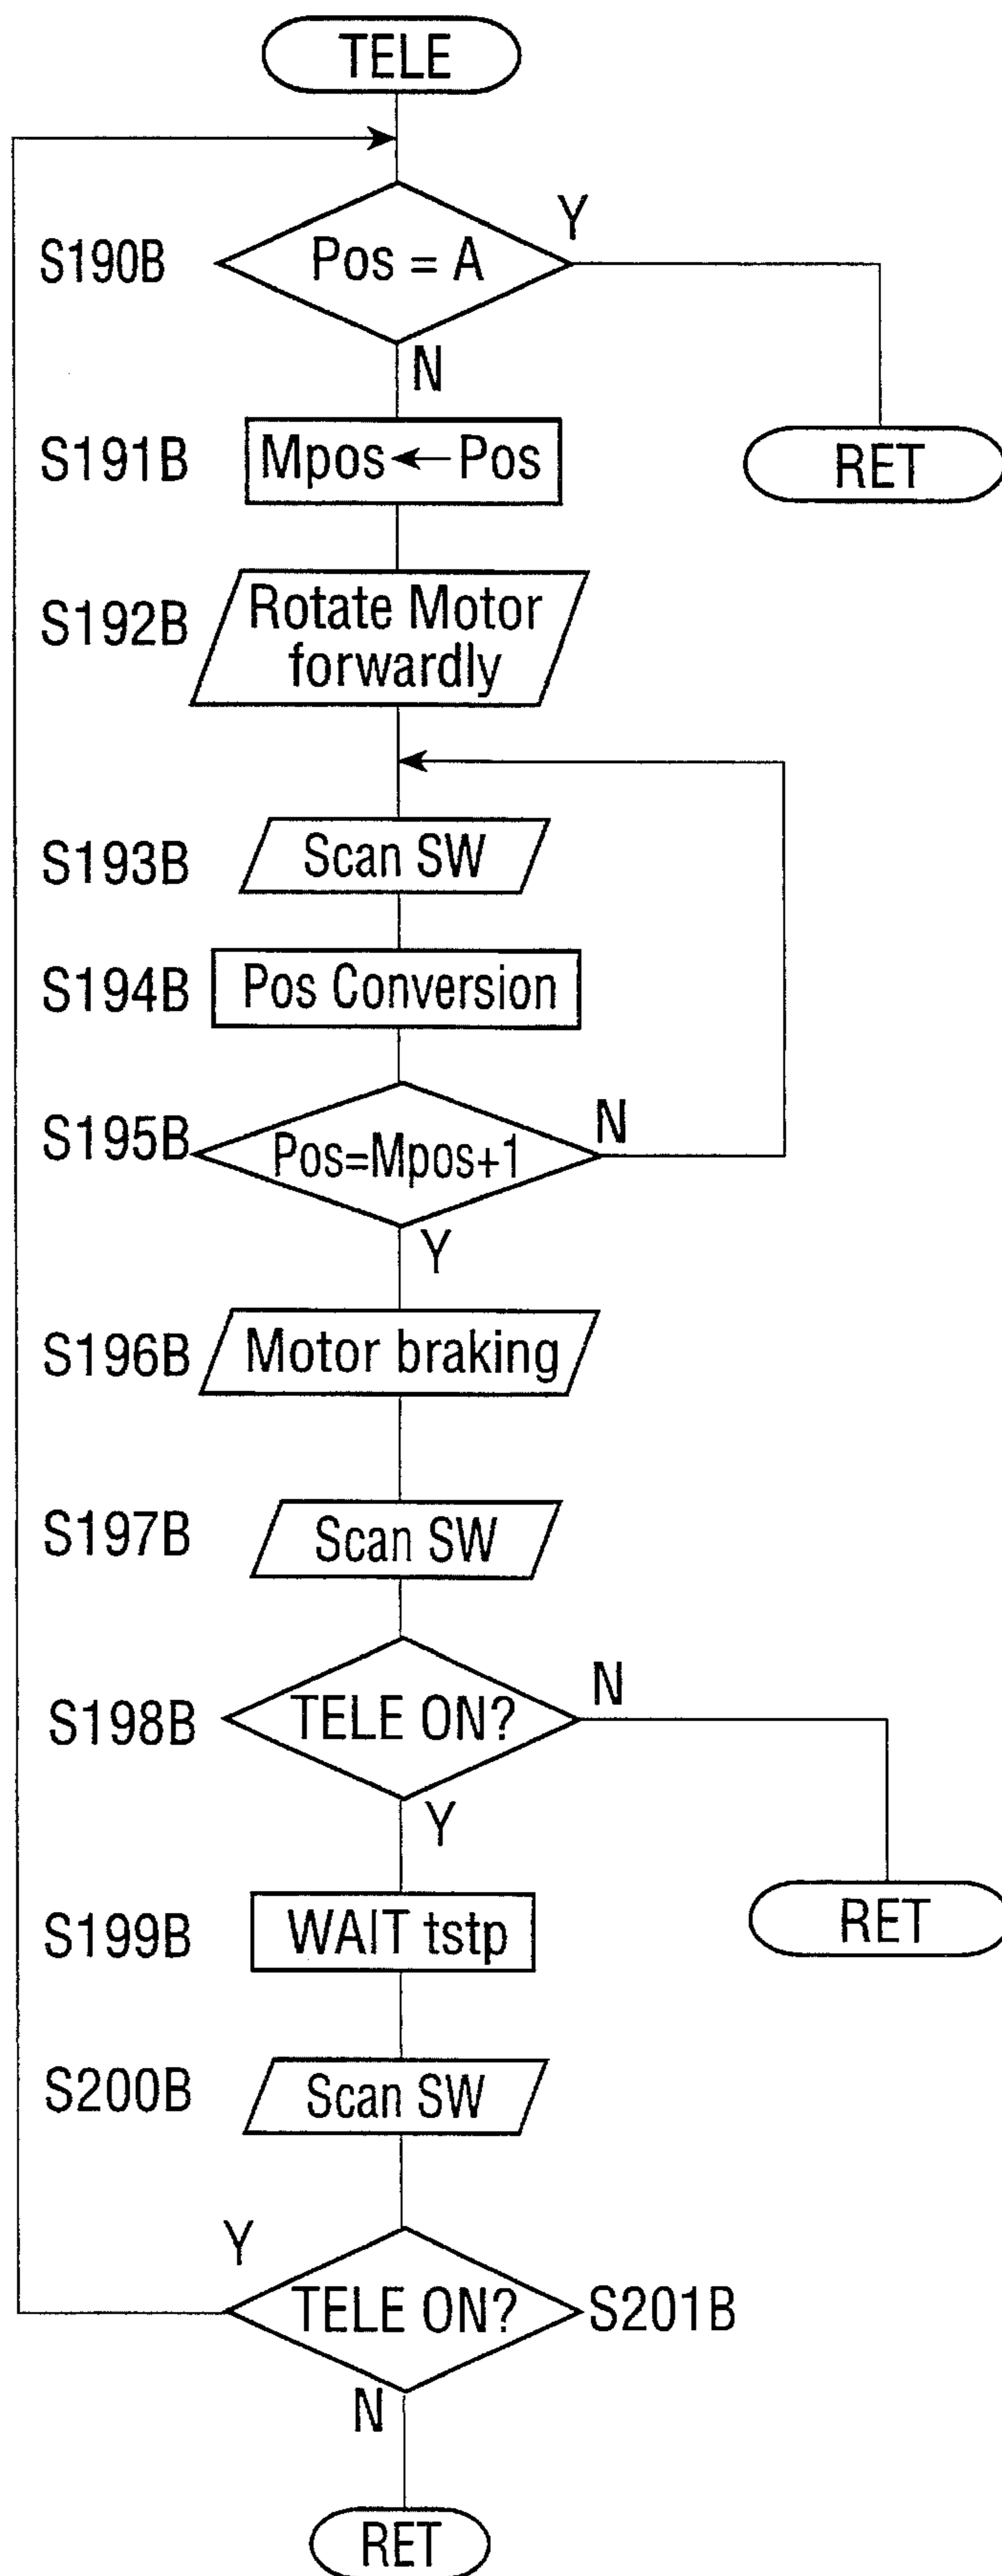 TELE
S190B
Pos = A
Y
N
S191B
Mpos ← Pos
RET
S192B
Rotate Motor
forwardly
S193B
Scan SW
S194B
Pos Conversion
S195B
Pos=Mpos+1
N
Y
S196B
Motor braking
S197B
Scan SW
S198B
TELE ON?
N
Y
S199B
WAIT tstp
RET
S200B
Scan SW
Y
TELE ON?
S201B
N
RET